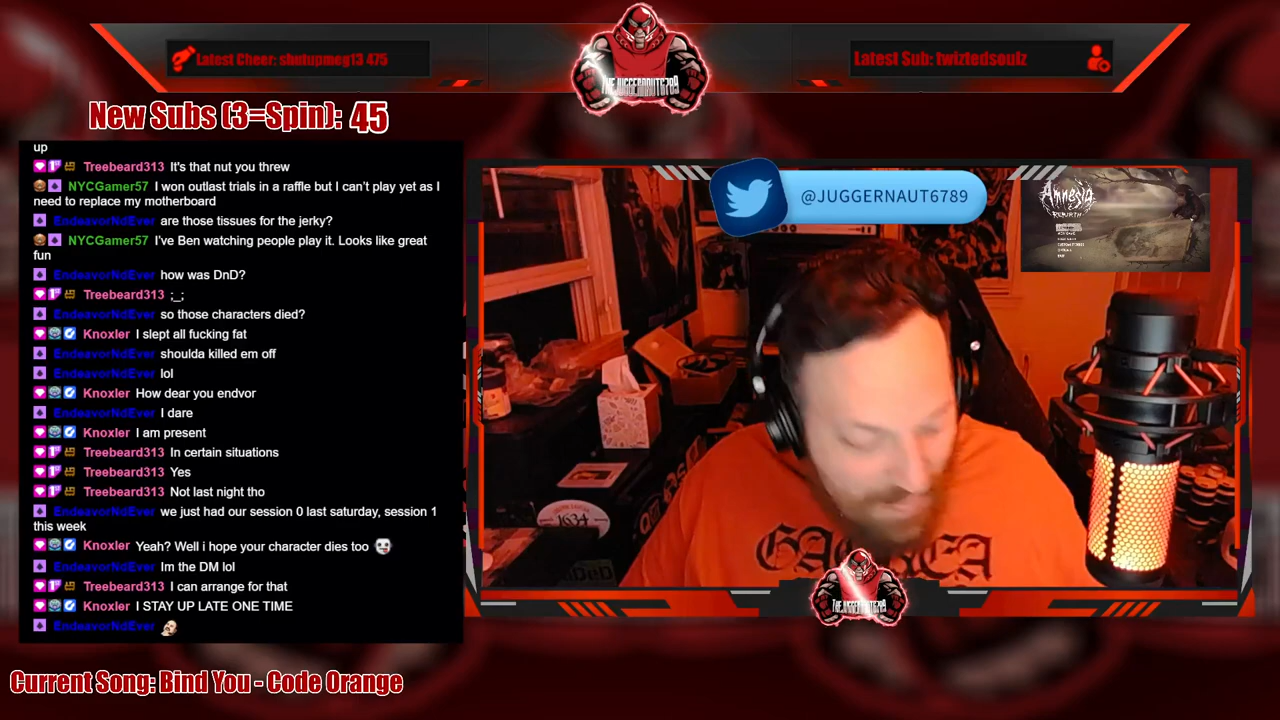 Latest Cheer: shutupmeg13 475
THEJUGGERNAUT6789
Latest Sub: twiztedsoulz
New Subs (3=Spin): 45
up
Treebeard313 It's that nut you threw
NYCGamer57 I won outlast trials in a raffle but I can't play yet as I
need to replace my motherboard
EndeavorNdEver are those tissues for the jerky?
NYCGamer57 I've Ben watching people play it. Looks like great
fun
EndeavorNdEver how was DnD?
Treebeard313 ;_;
EndeavorNdEver so those characters died?
Knoxler I slept all fucking fat
EndeavorNdEver shoulda killed em off
EndeavorNdEver lol
Knoxler How dear you endvor
EndeavorNdEver I dare
Knoxler I am present
Treebeard313 In certain situations
Treebeard313 Yes
Treebeard313 Not last night tho
EndeavorNdEver we just had our session 0 last saturday, session 1
this week
Knoxler Yeah? Well i hope your character dies too
EndeavorNdEver Im the DM lol
Treebeard313 I can arrange for that
Knoxler I STAY UP LATE ONE TIME
EndeavorNdEver
@JUGGERNAUT6789
Amnesia
REBIRTH
1634
THEJUGGERNAUT6789
Current Song: Bind You - Code Orange